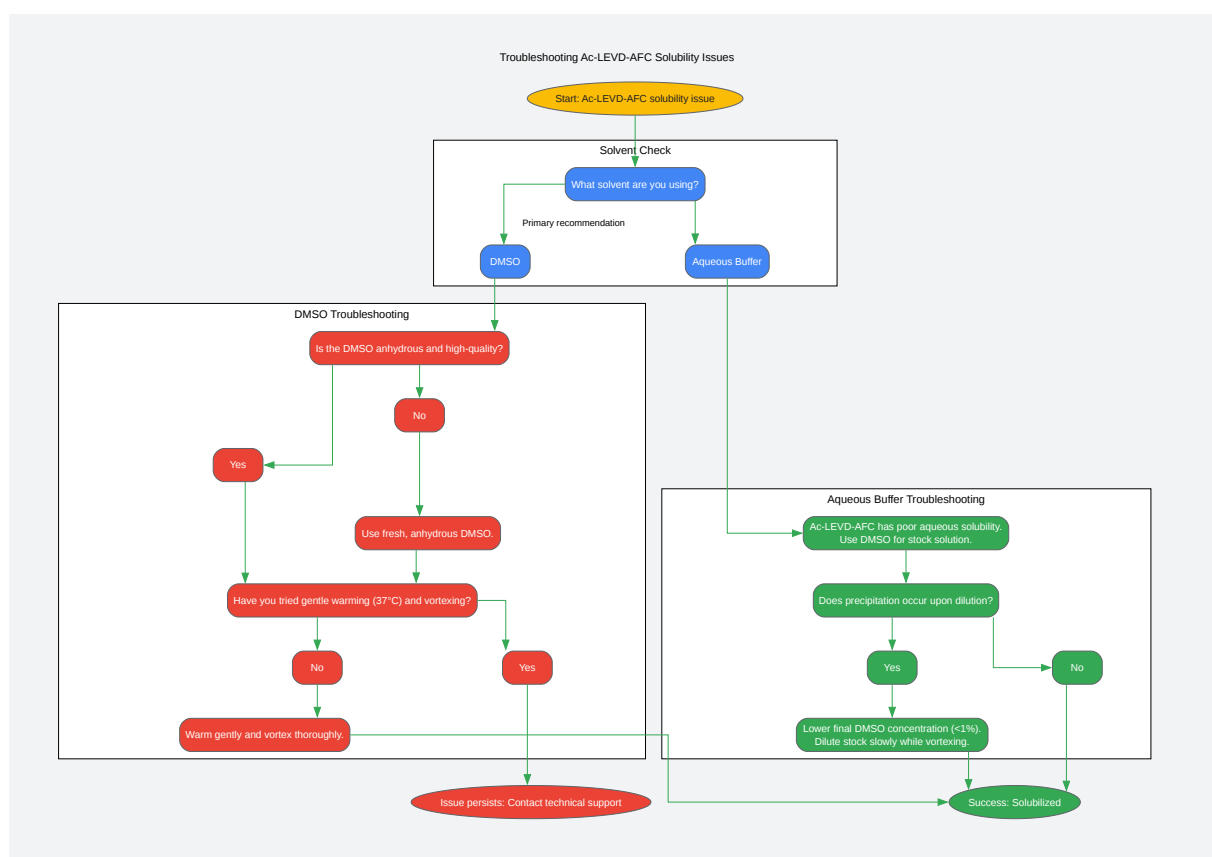 Troubleshooting Ac-LEVD-AFC Solubility Issues
Start: Ac-LEVD-AFC solubility issue
Solvent Check
What solvent are you using?
Primary recommendation
DMSO
Aqueous Buffer
DMSO Troubleshooting
Is the DMSO anhydrous and high-quality?
No
Yes
Use fresh, anhydrous DMSO.
Have you tried gentle warming (37°C) and vortexing?
No
Yes
Warm gently and vortex thoroughly.
Issue persists: Contact technical support
Aqueous Buffer Troubleshooting
Ac-LEVD-AFC has poor aqueous solubility.
Use DMSO for stock solution.
Does precipitation occur upon dilution?
Yes
No
Lower final DMSO concentration (<1%).
Dilute stock slowly while vortexing.
Success: Solubilized